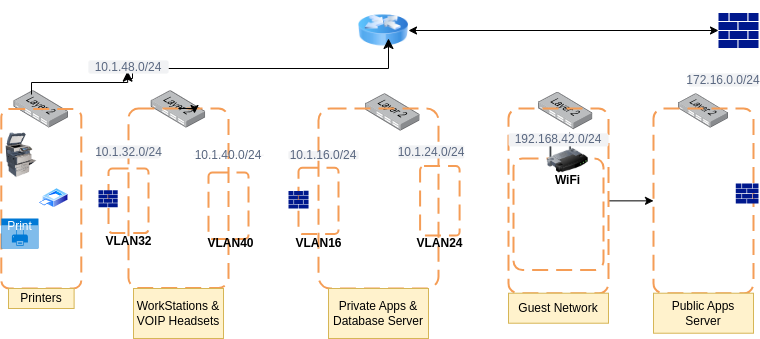 10.1.48.0/24
172.16.0.0/24
Layer 2
Layer 2
Layer 2
Layer 2
Layer 2
192.168.42.0/24
10.1.32.0/24
10.1.40.0/24
10.1.16.0/24
10.1.24.0/24
WiFi
Print
VLAN32
VLAN40
VLAN16
VLAN24
Printers
WorkStations &
VOIP Headsets
Private Apps &
Database Server
Guest Network
Public Apps
Server